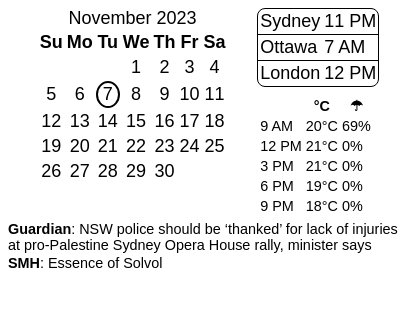 November 2023
Su Mo Tu We Th Fr Sa
1 2 3 4
5 6 7 8 9 10 11
12 13 14 15 16 17 18
19 20 21 22 23 24 25
26 27 28 29 30
Sydney 11 PM
Ottawa 7 AM
London 12 PM
°C ☂
9 AM 20°C 69%
12 PM 21°C 0%
3 PM 21°C 0%
6 PM 19°C 0%
9 PM 18°C 0%
Guardian: NSW police should be ‘thanked’ for lack of injuries
at pro-Palestine Sydney Opera House rally, minister says
SMH: Essence of Solvol